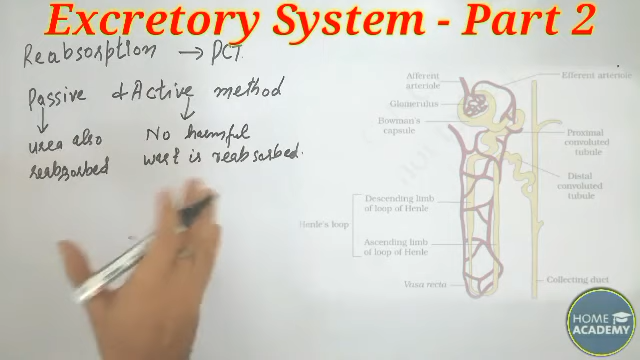 Excretory System - Part 2
Reabsorption → PCT
Passive & Active method
urea also
reabsorbed
No harmful
wast is reabsorbed.
Afferent
arteriole
Efferent arteriole
Glomerulus
Bowman's
capsule
Proximal
convoluted
tubule
Distal
convoluted
tubule
Descending limb
of loop of Henle
Henle's loop
Ascending limb
of loop of Henle
Vasa recta
Collecting duct
HOME
ACADEMY